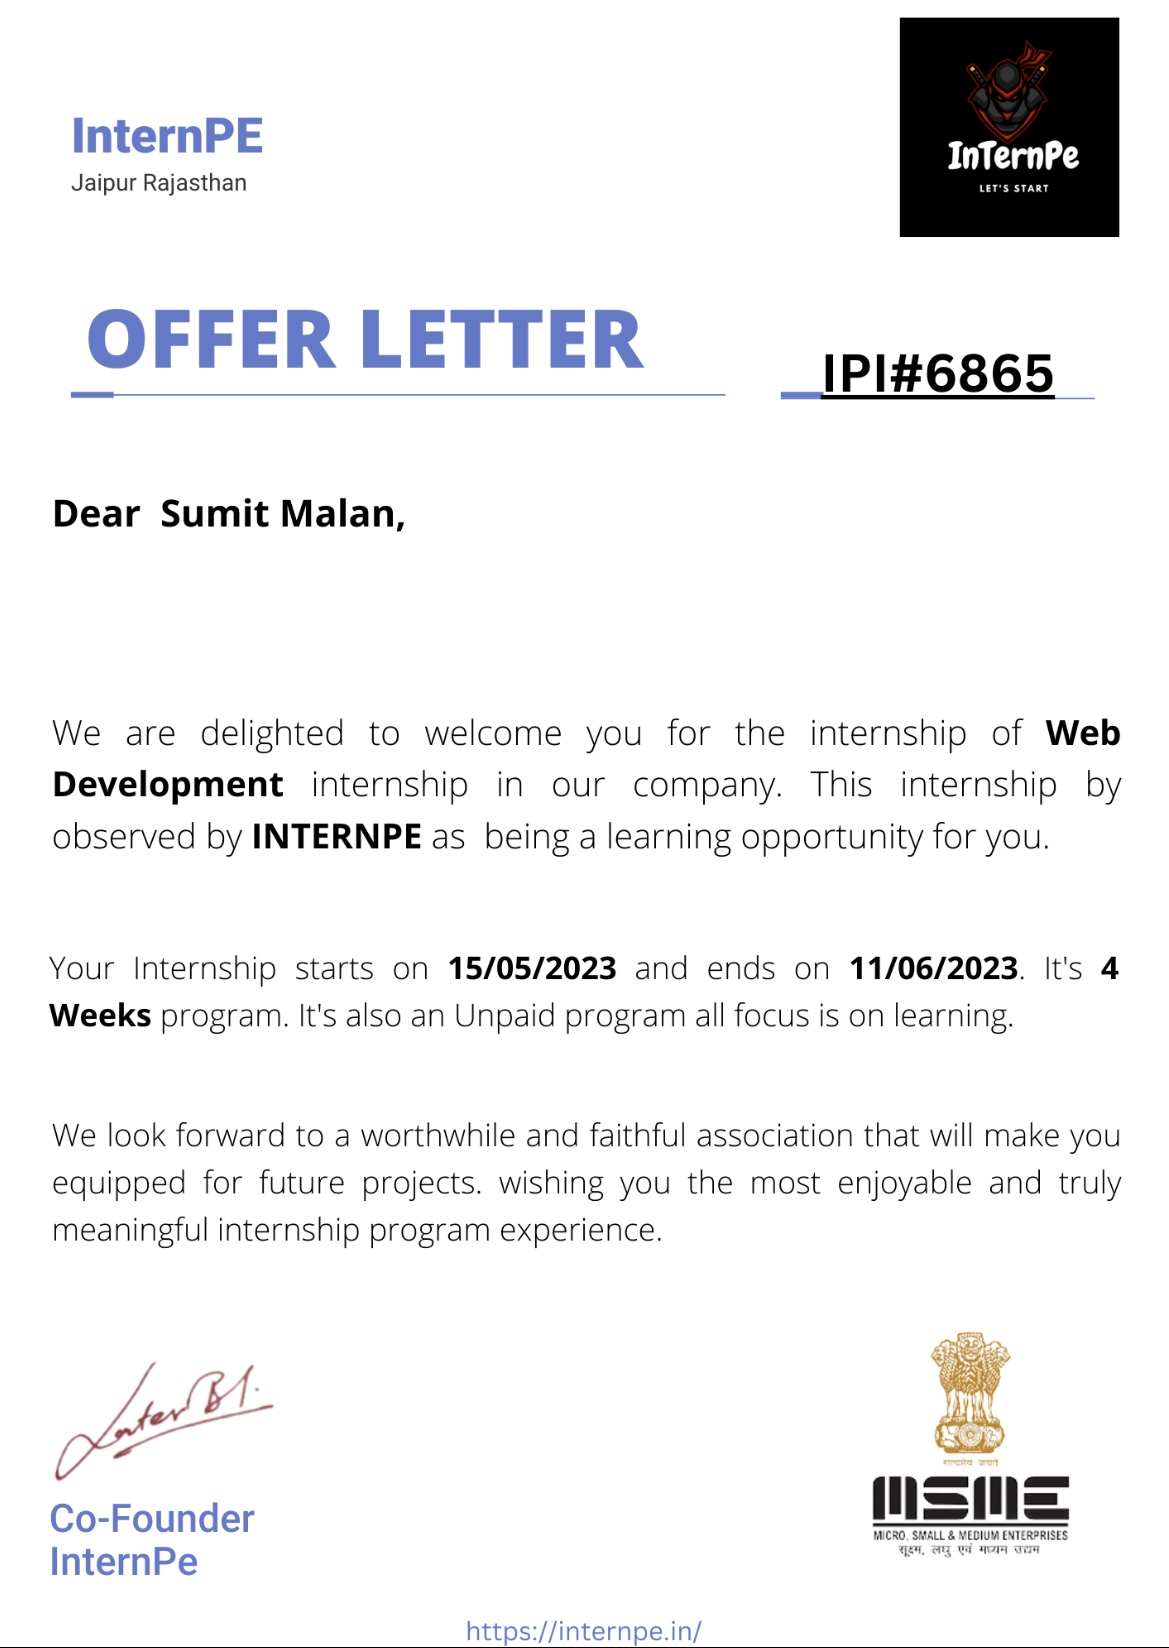 InternPE
Jaipur Rajasthan
InTernPe
LET'S START
OFFER LETTER
IPI#6865
Dear Sumit Malan,
We are delighted to welcome you for the internship of Web
Development internship in our company. This internship by
observed by INTERNPE as being a learning opportunity for you.
Your Internship starts on 15/05/2023 and ends on 11/06/2023. It's 4
Weeks program. It's also an Unpaid program all focus is on learning.
We look forward to a worthwhile and faithful association that will make you
equipped for future projects. wishing you the most enjoyable and truly
meaningful internship program experience.
Co-Founder
InternPe
सत्यमेव जयते
MSME
MICRO, SMALL & MEDIUM ENTERPRISES
सूक्ष्म, लघु एवं मध्यम उद्यम
https://internpe.in/